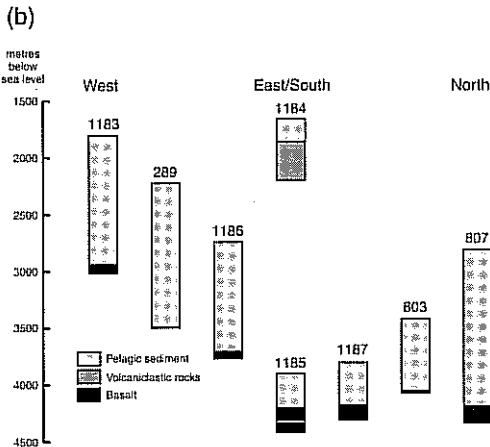 (b)
metres
below
sea level
West East/South North
1500
1184
1183
2000
289
2500
1186
807
3000
803
3500
Pelagic sediment
1185 1187
Volcaniclastic rocks
4000
Basalt
4500